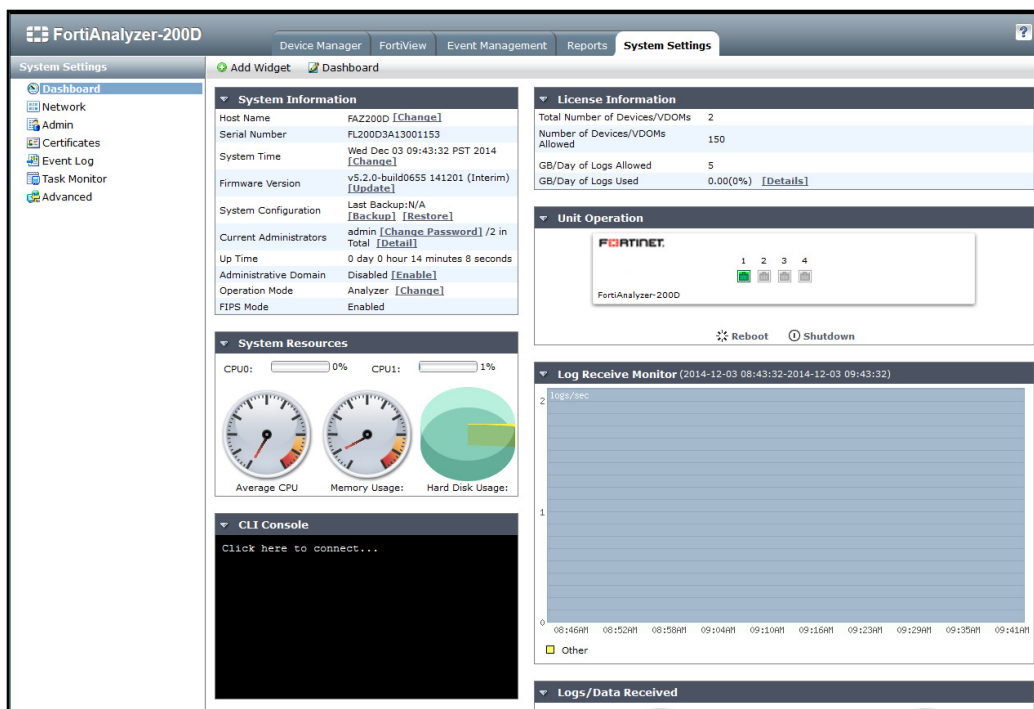 FortiAnalyzer-200D
Device Manager FortiView Event Management Reports System Settings
?
System Settings
Add Widget Dashboard
Dashboard
Network
Admin
Certificates
Event Log
Task Monitor
Advanced
System Information
Host Name FAZ200D [Change]
Serial Number FL200D3A13001153
System Time Wed Dec 03 09:43:32 PST 2014
[Change]
Firmware Version v5.2.0-build0655 141201 (Interim)
[Update]
System Configuration Last Backup:N/A
[Backup] [Restore]
Current Administrators admin [Change Password] /2 in
Total [Detail]
Up Time 0 day 0 hour 14 minutes 8 seconds
Administrative Domain Disabled [Enable]
Operation Mode Analyzer [Change]
FIPS Mode Enabled
System Resources
CPU0: 0% CPU1: 1%
Average CPU Memory Usage: Hard Disk Usage:
CLI Console
Click here to connect...
License Information
Total Number of Devices/VDOMs 2
Number of Devices/VDOMs
Allowed 150
GB/Day of Logs Allowed 5
GB/Day of Logs Used 0.00(0%) [Details]
Unit Operation
FORTINET.
1 2 3 4
FortiAnalyzer-200D
Reboot Shutdown
Log Receive Monitor (2014-12-03 08:43:32-2014-12-03 09:43:32)
logs/sec
2
1
0
08:46AM 08:52AM 08:58AM 09:04AM 09:10AM 09:16AM 09:23AM 09:29AM 09:35AM 09:41AM
Other
Logs/Data Received